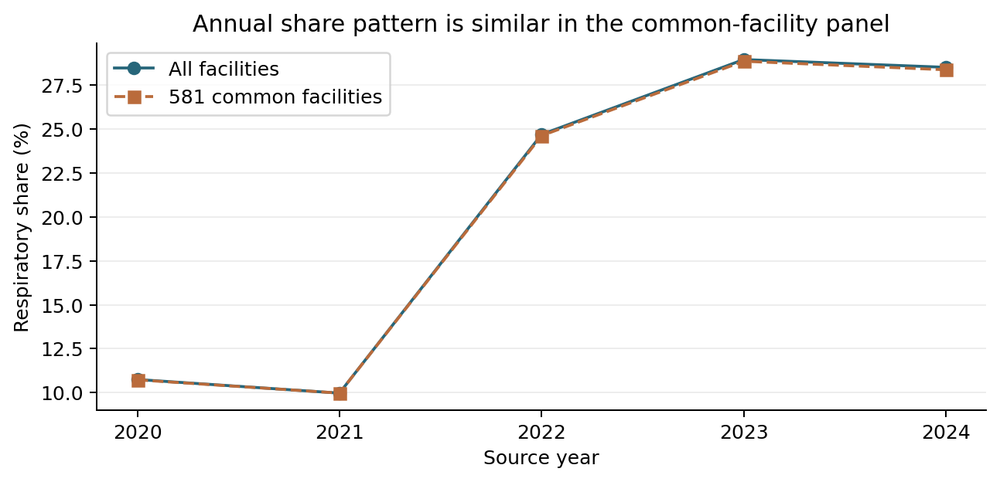 Annual share pattern is similar in the common-facility panel
All facilities
581 common facilities
Respiratory share (%)
27.5
25.0
22.5
20.0
17.5
15.0
12.5
10.0
2020 2021 2022 2023 2024
Source year